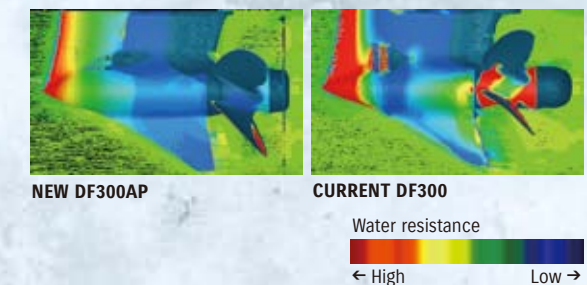 NEW DF300AP
CURRENT DF300
Water resistance
← High
Low →